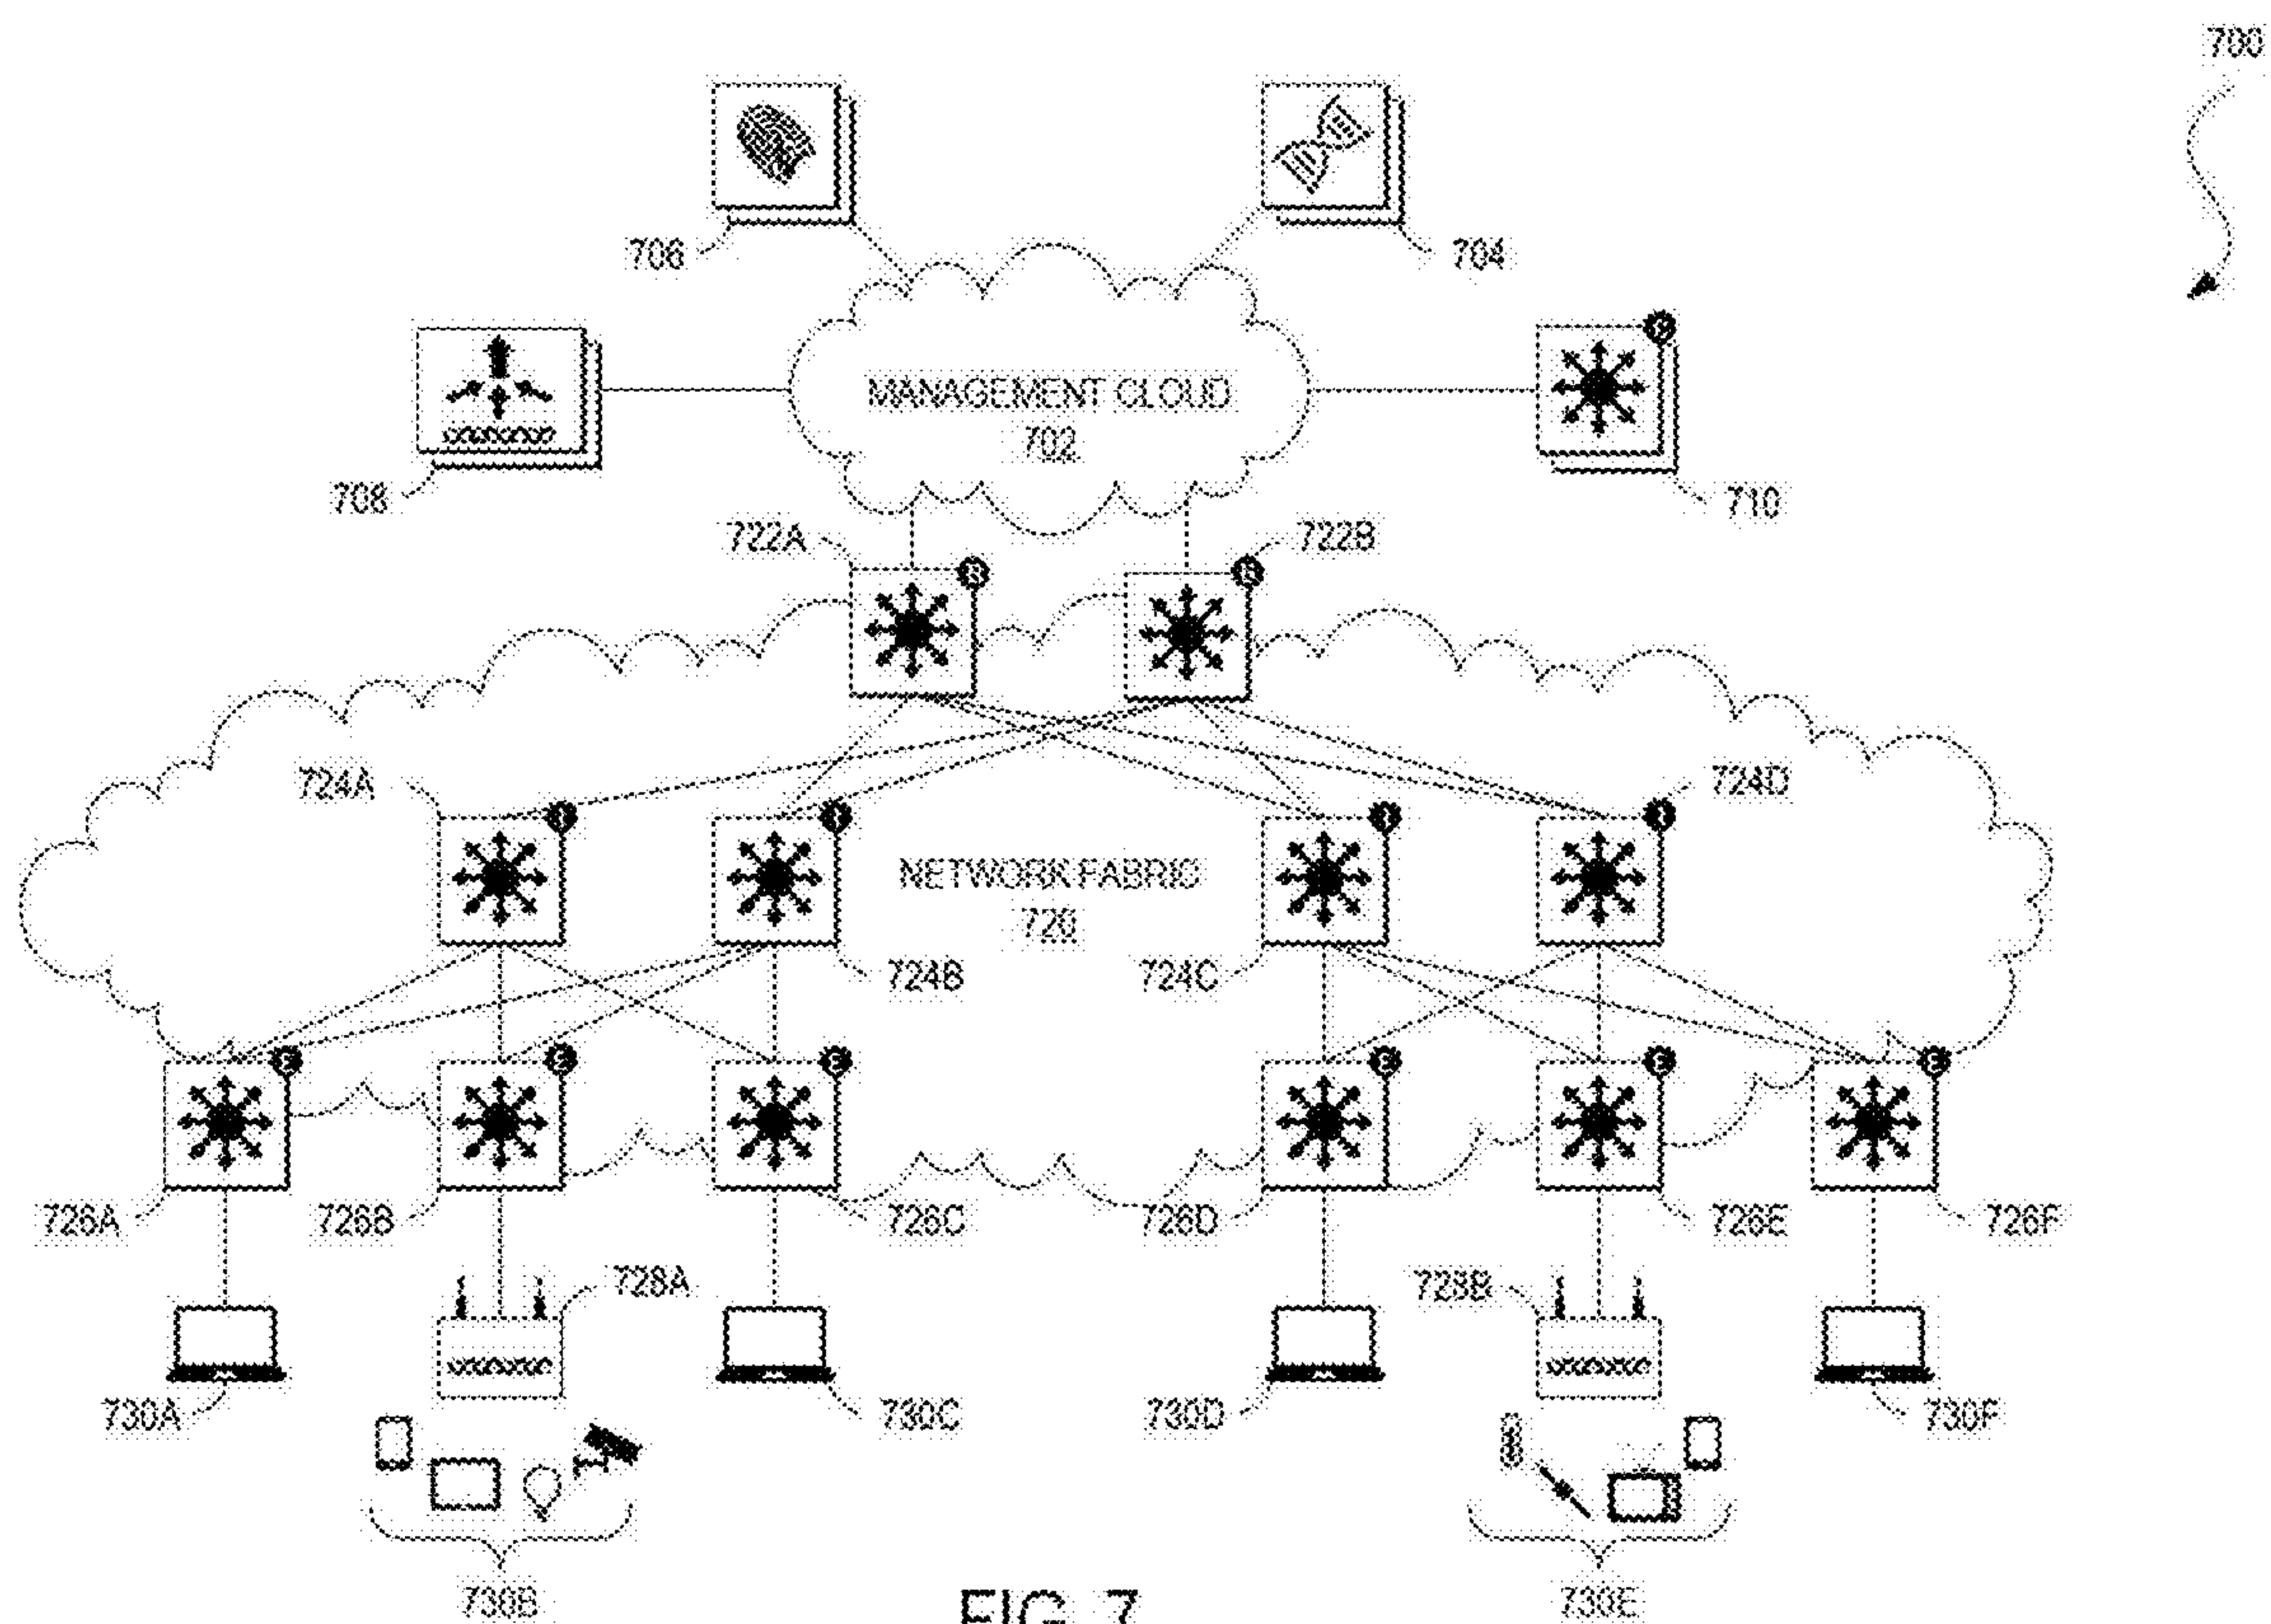 700
706
704
MANAGEMENT CLOUD
702
708
710
722A
722B
724A
724D
NETWORK FABRIC
720
724B
724C
726A
726B
726C
726D
726E
726F
728A
728B
730A
730C
730D
730F
730B
730E
FIG. 7